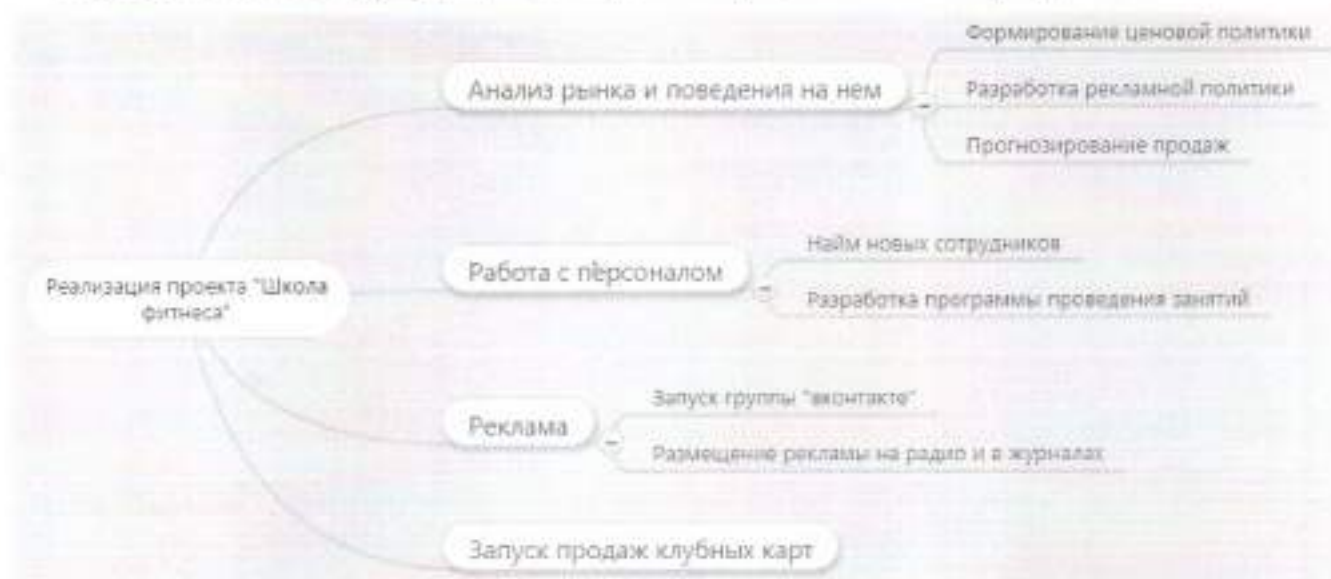 Формирование ценовой политики
Анализ рынка и поведения на нем
Разработка рекламной политики
Прогнозирование продаж
Найм новых сотрудников
Работа с персоналом
Разработка программы проведения занятий
Реализация проекта "Школа
фитнеса"
Запуск группы "вконтакте"
Реклама
Размещение рекламы на радио и в журналах
Запуск продаж клубных карт